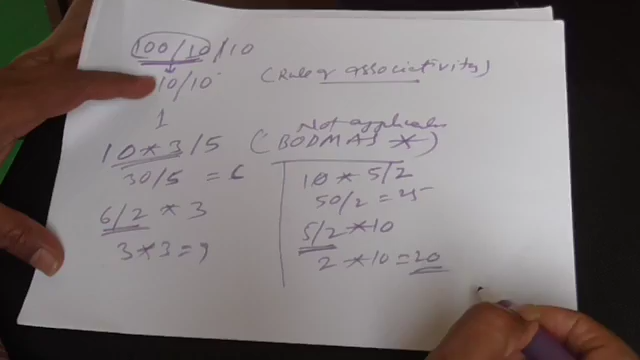 100/10/10
(Rule of associativity)
10/10
1
Not applicable
10*3/5 (BODMAS *)
30/5 = 6
6/2 * 3
3*3=9
10 * 5/2
50/2 = 25
5/2*10
2 *10=20